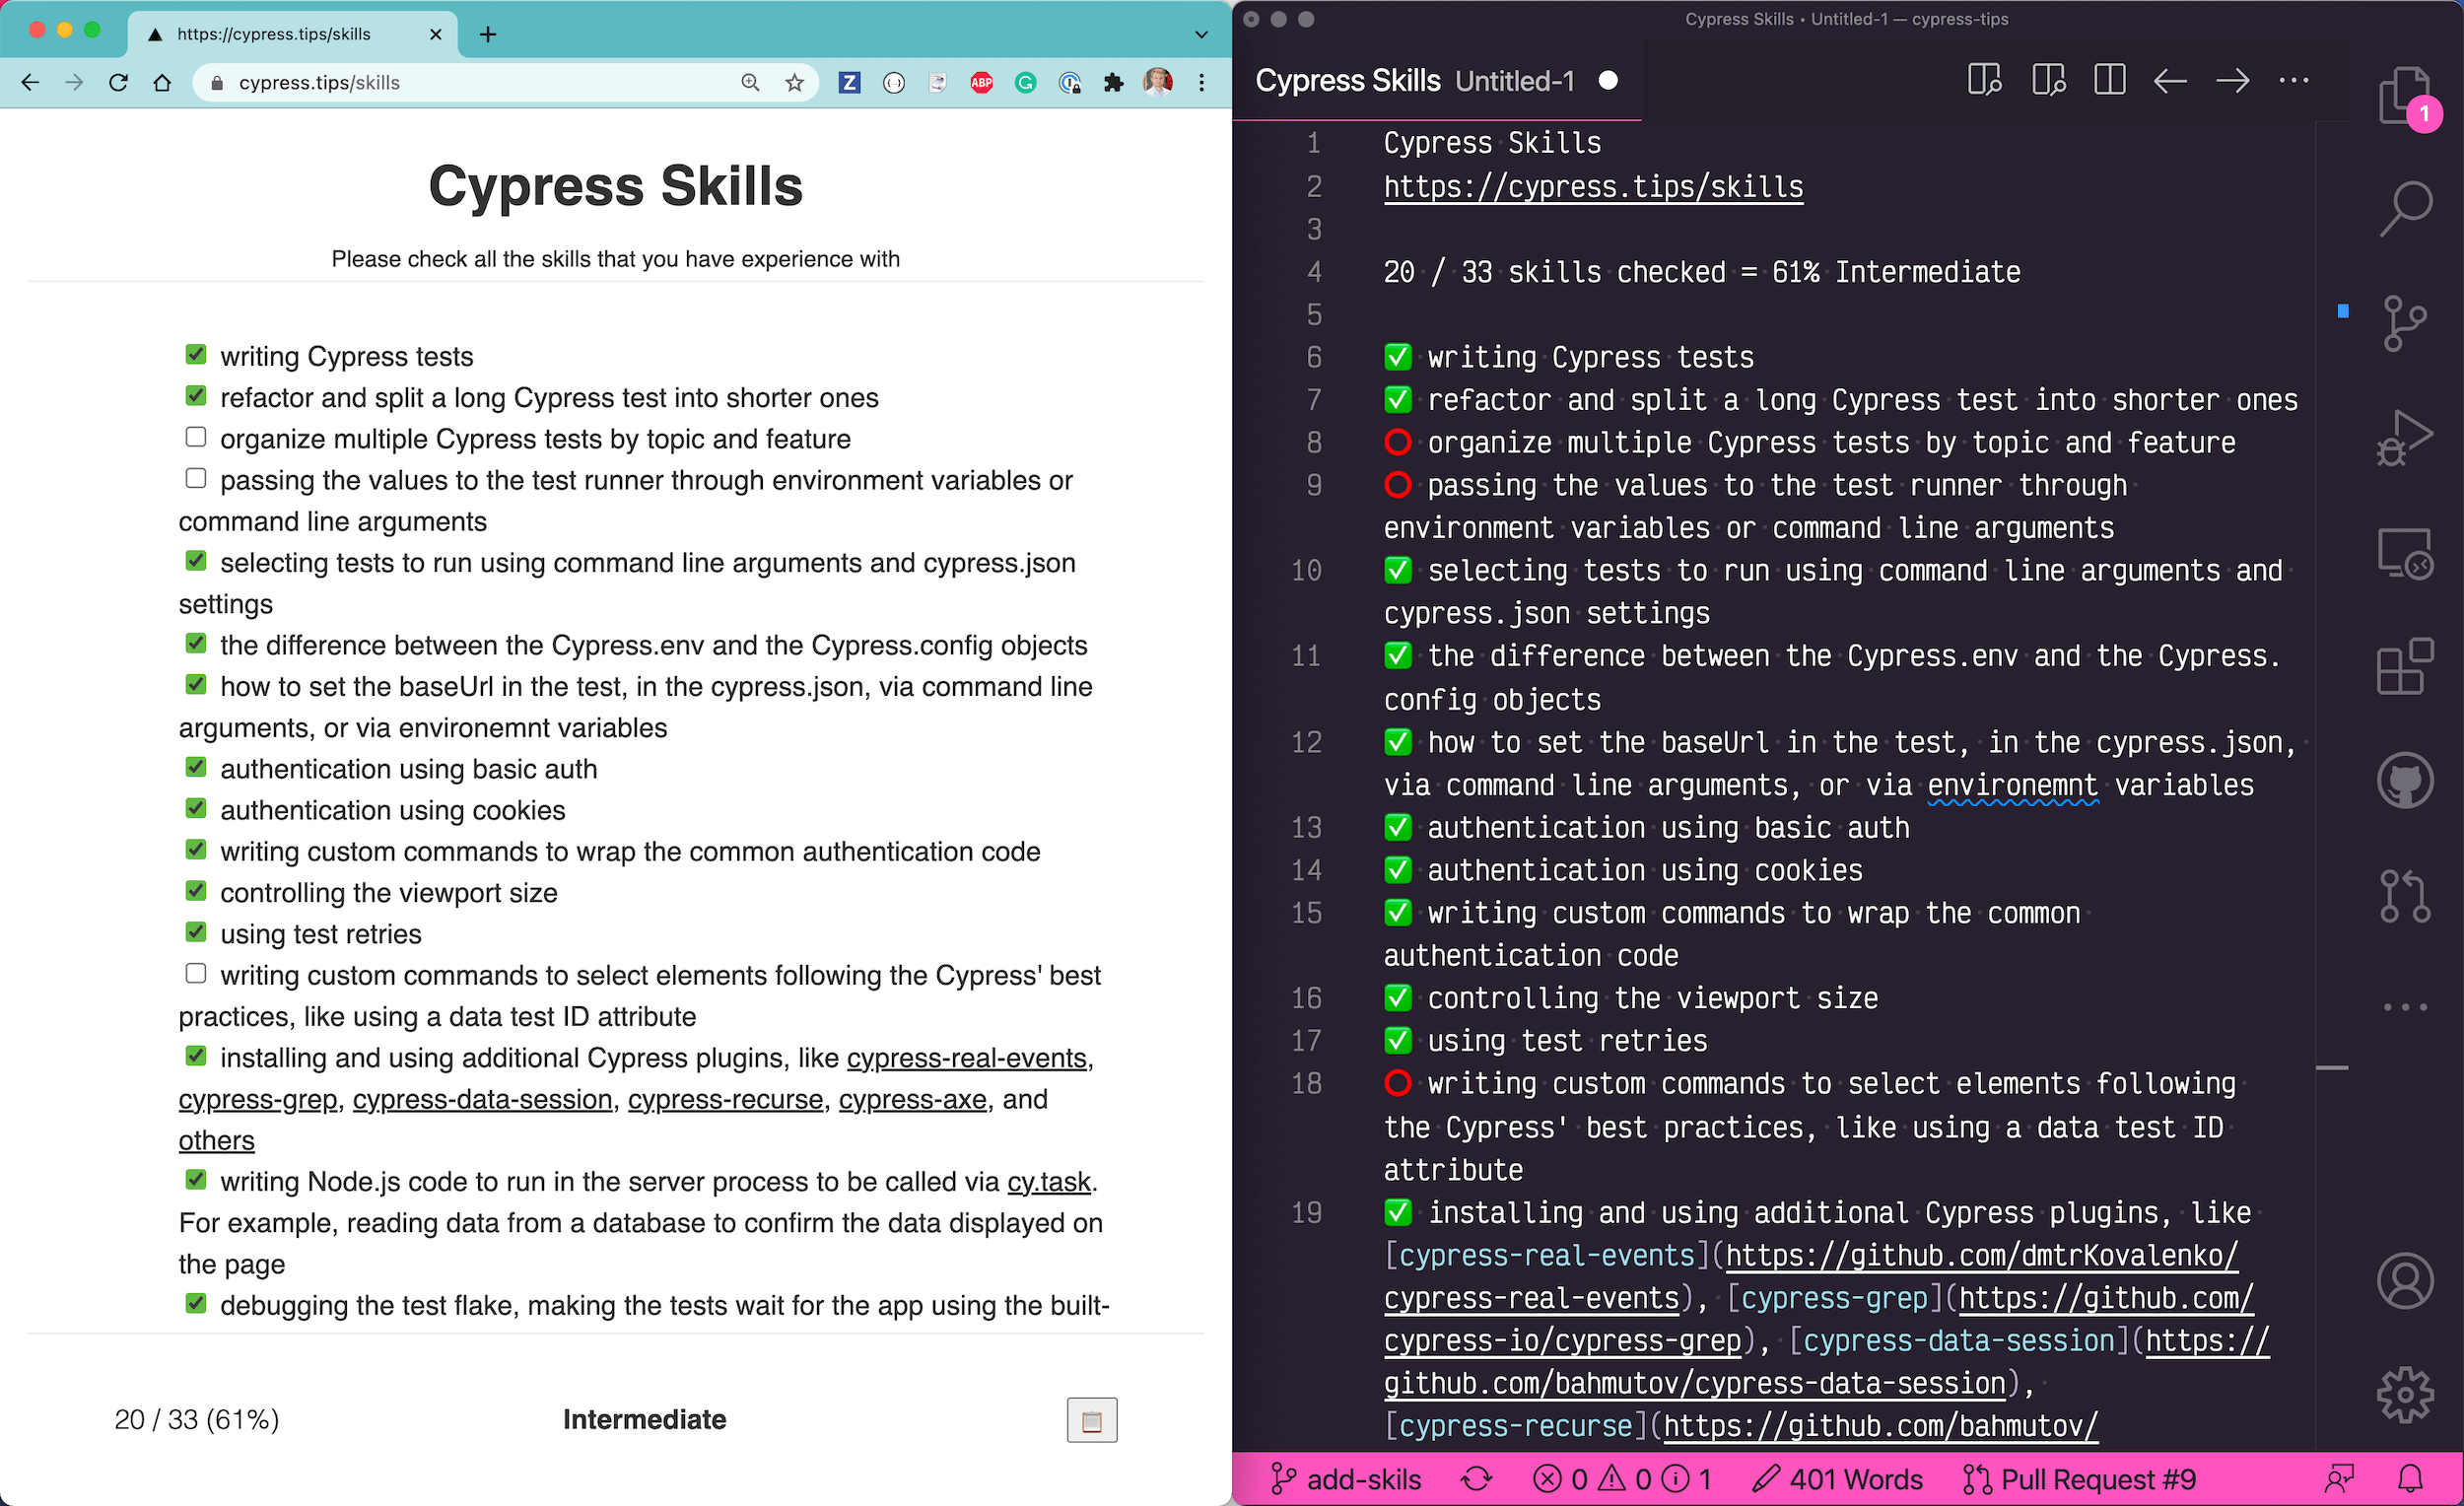 https://cypress.tips/skills
cypress.tips/skills
Z
ABP
Cypress Skills
Please check all the skills that you have experience with
writing Cypress tests
refactor and split a long Cypress test into shorter ones
organize multiple Cypress tests by topic and feature
passing the values to the test runner through environment variables or
command line arguments
selecting tests to run using command line arguments and cypress.json
settings
the difference between the Cypress.env and the Cypress.config objects
how to set the baseUrl in the test, in the cypress.json, via command line
arguments, or via environemnt variables
authentication using basic auth
authentication using cookies
writing custom commands to wrap the common authentication code
controlling the viewport size
using test retries
writing custom commands to select elements following the Cypress' best
practices, like using a data test ID attribute
installing and using additional Cypress plugins, like cypress-real-events,
cypress-grep, cypress-data-session, cypress-recurse, cypress-axe, and
others
writing Node.js code to run in the server process to be called via cy.task.
For example, reading data from a database to confirm the data displayed on
the page
debugging the test flake, making the tests wait for the app using the built-
20 / 33 (61%)
Intermediate
Cypress Skills • Untitled-1 — cypress-tips
Cypress Skills Untitled-1
1 Cypress Skills
2 https://cypress.tips/skills
3
4 20 / 33 skills checked = 61% Intermediate
5
6 ✅ writing Cypress tests
7 ✅ refactor and split a long Cypress test into shorter ones
8 ⭕ organize multiple Cypress tests by topic and feature
9 ⭕ passing the values to the test runner through
environment variables or command line arguments
10 ✅ selecting tests to run using command line arguments and
cypress.json settings
11 ✅ the difference between the Cypress.env and the Cypress.
config objects
12 ✅ how to set the baseUrl in the test, in the cypress.json,
via command line arguments, or via environemnt variables
13 ✅ authentication using basic auth
14 ✅ authentication using cookies
15 ✅ writing custom commands to wrap the common
authentication code
16 ✅ controlling the viewport size
17 ✅ using test retries
18 ⭕ writing custom commands to select elements following
the Cypress' best practices, like using a data test ID
attribute
19 ✅ installing and using additional Cypress plugins, like
[cypress-real-events](https://github.com/dmtrKovalenko/
cypress-real-events), [cypress-grep](https://github.com/
cypress-io/cypress-grep), [cypress-data-session](https://
github.com/bahmutov/cypress-data-session),
[cypress-recurse](https://github.com/bahmutov/
1
add-skils 0 0 1 401 Words Pull Request #9